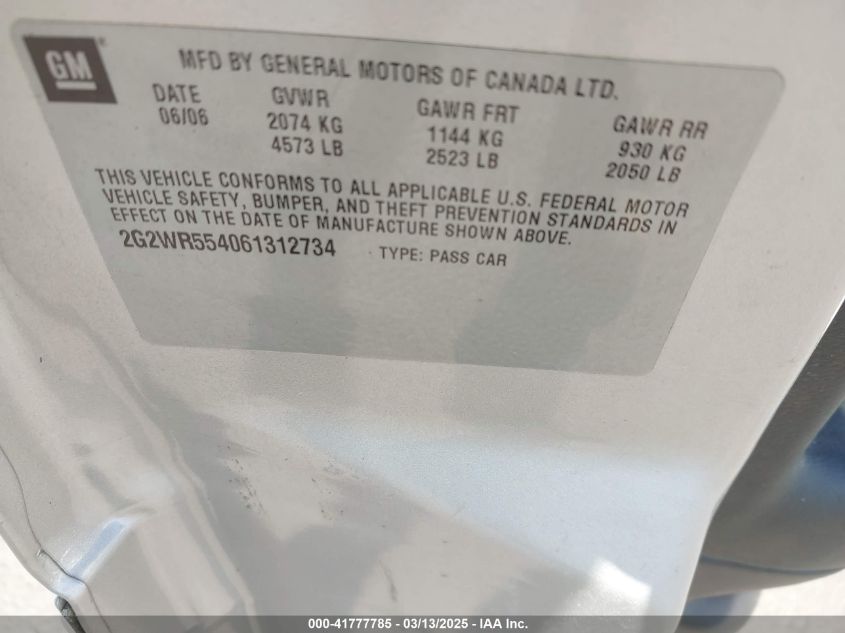 GM
MFD BY GENERAL MOTORS OF CANADA LTD.
DATE GVWR GAWR FRT GAWR RR
06/06 2074 KG 1144 KG 930 KG
4573 LB 2523 LB 2050 LB
THIS VEHICLE CONFORMS TO ALL APPLICABLE U.S. FEDERAL MOTOR
VEHICLE SAFETY, BUMPER, AND THEFT PREVENTION STANDARDS IN
EFFECT ON THE DATE OF MANUFACTURE SHOWN ABOVE.
2G2WR554061312734 TYPE: PASS CAR
000-41777785 - 03/13/2025 - IAA Inc.